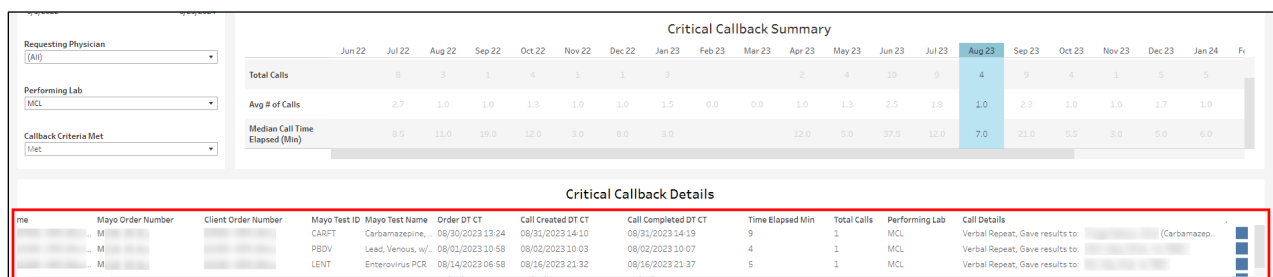 Critical Callback Summary
Requesting Physician
(All)
Performing Lab
MCL
Callback Criteria Met
Met
Jun 22 Jul 22 Aug 22 Sep 22 Oct 22 Nov 22 Dec 22 Jan 23 Feb 23 Mar 23 Apr 23 May 23 Jun 23 Jul 23 Aug 23 Sep 23 Oct 23 Nov 23 Dec 23 Jan 24
Total Calls 8 3 1 4 1 1 3 2 4 10 9 4 9 4 1 5 5
Avg # of Calls 2.7 1.0 1.0 1.3 1.0 1.0 1.5 0.0 0.0 1.0 1.3 2.5 1.0 2.3 1.0 1.0 1.7 1.0
Median Call Time
Elapsed (Min) 8.5 11.0 19.0 12.0 3.0 8.0 3.0 12.0 5.0 37.5 12.0 7.0 21.0 5.5 3.0 5.0 6.0
Critical Callback Details
me Mayo Order Number Client Order Number Mayo Test ID Mayo Test Name Order DT CT Call Created DT CT Call Completed DT CT Time Elapsed Min Total Calls Performing Lab Call Details
M CARFT Carbamazepine, .. 08/30/2023 13:24 08/31/2023 14:10 08/31/2023 14:19 9 1 MCL Verbal Repeat, Gave results to: (Carbamazep..
M PBDV Lead, Venous, w/.. 08/01/2023 10:58 08/02/2023 10:03 08/02/2023 10:07 4 1 MCL Verbal Repeat, Gave results to:
M LENT Enterovirus PCR 08/14/2023 06:58 08/16/2023 21:32 08/16/2023 21:37 5 1 MCL Verbal Repeat, Gave results to: